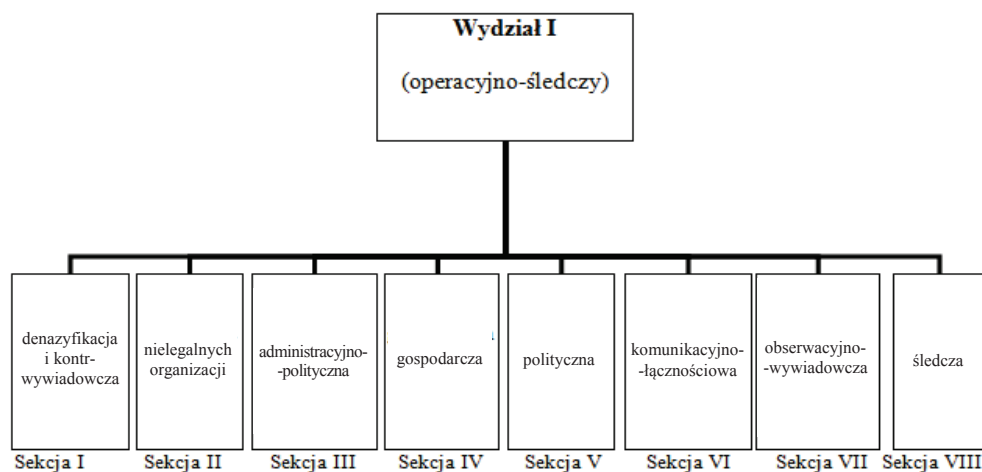 Wydział I
(operacyjno-śledczy)
denazyfikacja
i kontr-
wywiadowcza
nielegalnych
organizacji
administracyjno-
-polityczna
gospodarcza
polityczna
komunikacyjno-
-łącznościowa
obserwacyjno-
-wywiadowcza
śledcza
Sekcja I
Sekcja II
Sekcja III
Sekcja IV
Sekcja V
Sekcja VI
Sekcja VII
Sekcja VIII